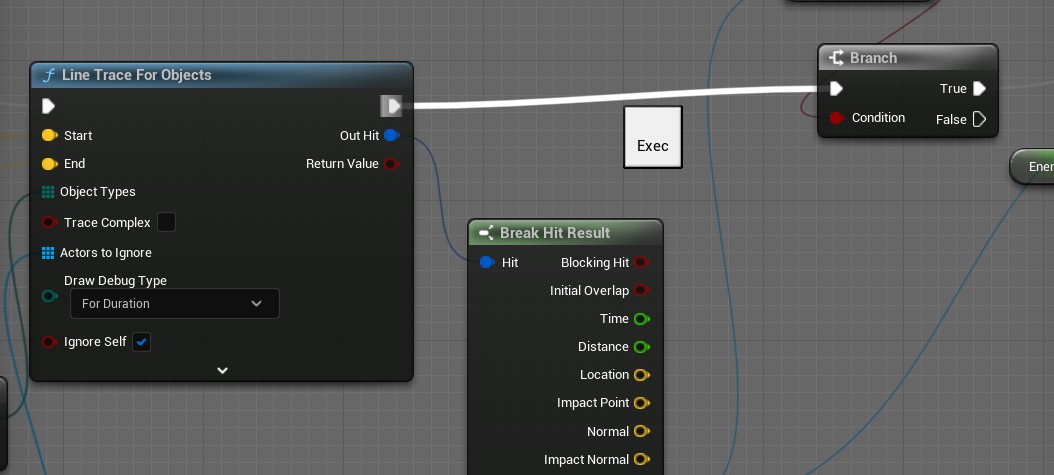 Line Trace For Objects
Start
Out Hit
End
Return Value
Object Types
Trace Complex
Actors to Ignore
Draw Debug Type
For Duration
Ignore Self
Exec
Branch
True
Condition
False
Break Hit Result
Hit
Blocking Hit
Initial Overlap
Time
Distance
Location
Impact Point
Normal
Impact Normal